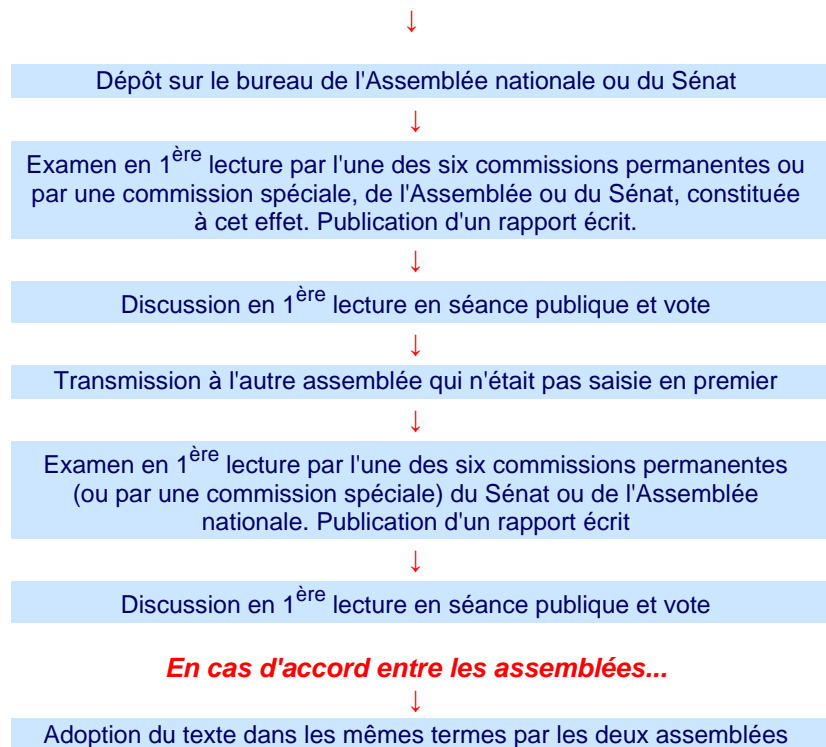 ↓
Dépôt sur le bureau de l'Assemblée nationale ou du Sénat
↓
Examen en 1ère lecture par l'une des six commissions permanentes ou
par une commission spéciale, de l'Assemblée ou du Sénat, constituée
à cet effet. Publication d'un rapport écrit.
↓
Discussion en 1ère lecture en séance publique et vote
↓
Transmission à l'autre assemblée qui n'était pas saisie en premier
↓
Examen en 1ère lecture par l'une des six commissions permanentes
(ou par une commission spéciale) du Sénat ou de l'Assemblée
nationale. Publication d'un rapport écrit
↓
Discussion en 1ère lecture en séance publique et vote
En cas d'accord entre les assemblées...
↓
Adoption du texte dans les mêmes termes par les deux assemblées